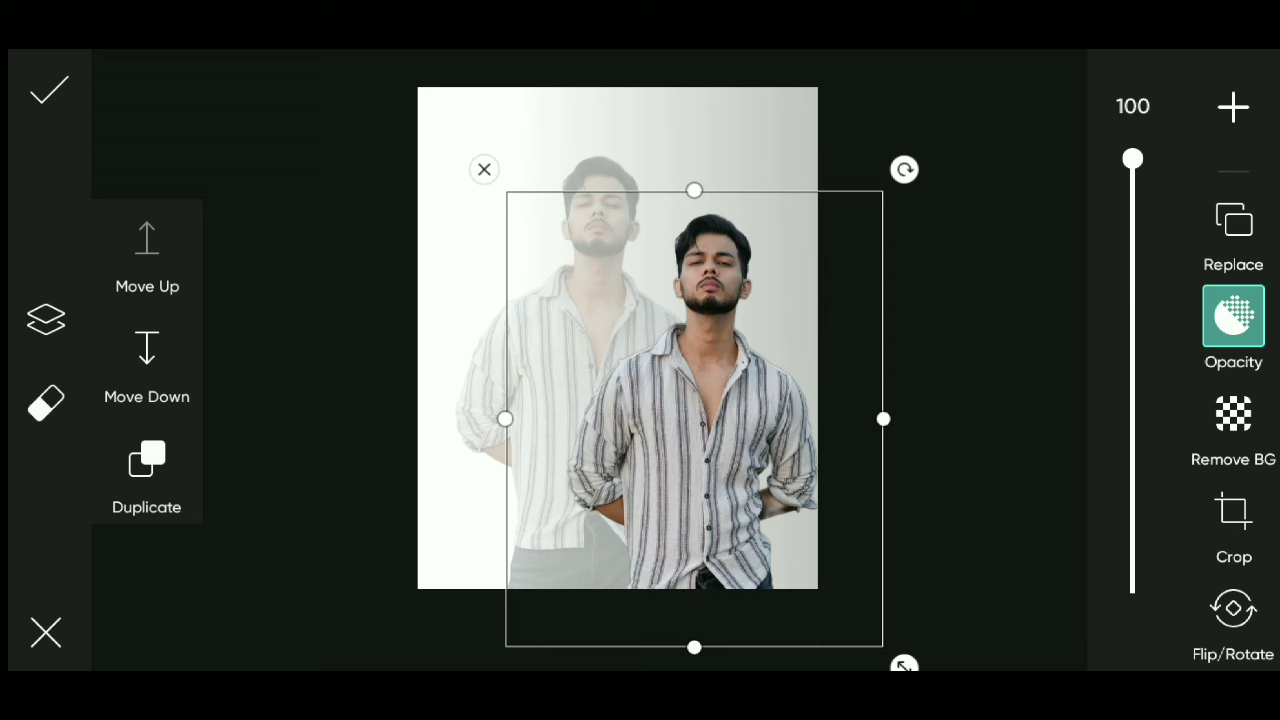 Move Up
Move Down
Duplicate
100
Replace
Opacity
Remove BG
Crop
Flip/Rotate